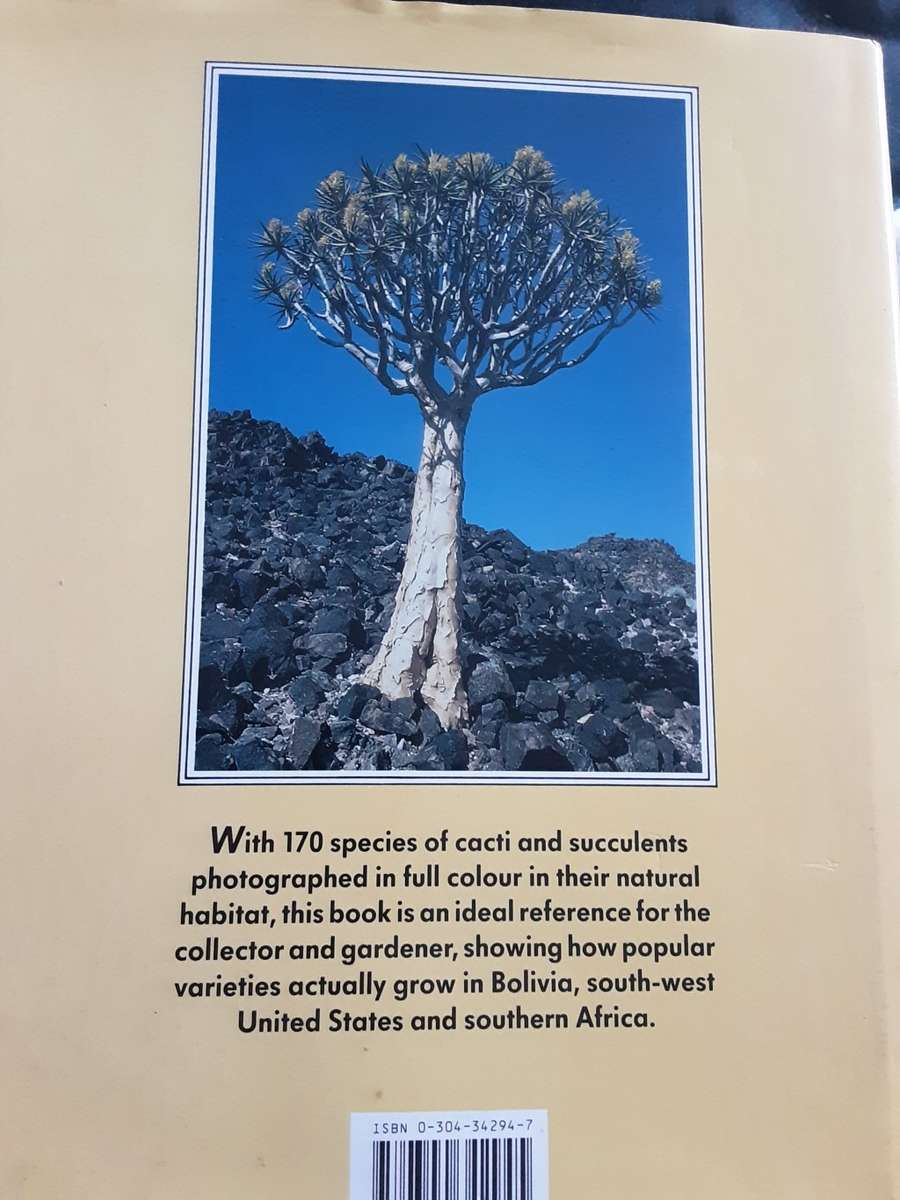 With 170 species of cacti and succulents
photographed in full colour in their natural
habitat, this book is an ideal reference for the
collector and gardener, showing how popular
varieties actually grow in Bolivia, south-west
United States and southern Africa.
ISBN 0-304-34294-7